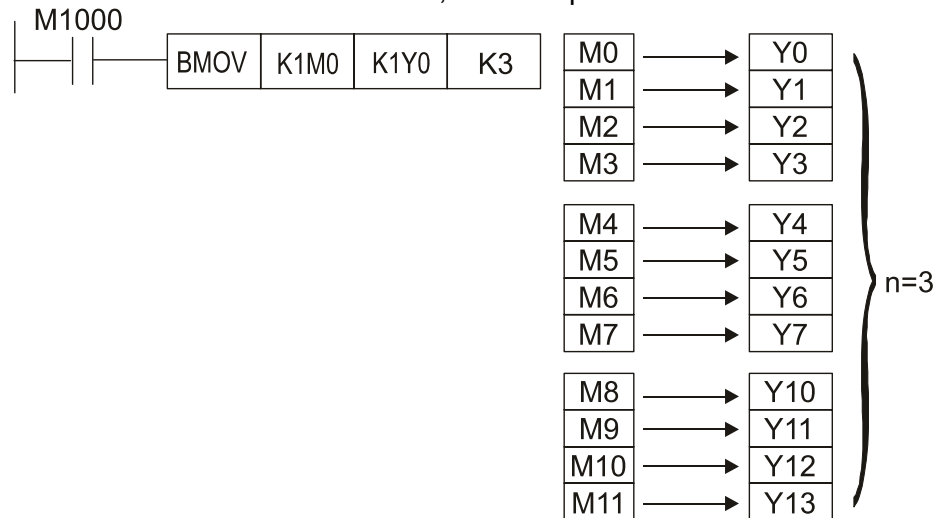 M1000
BMOV K1M0 K1Y0 K3
M0 Y0
M1 Y1
M2 Y2
M3 Y3
M4 Y4
M5 Y5
M6 Y6
M7 Y7
n=3
M8 Y10
M9 Y11
M10 Y12
M11 Y13